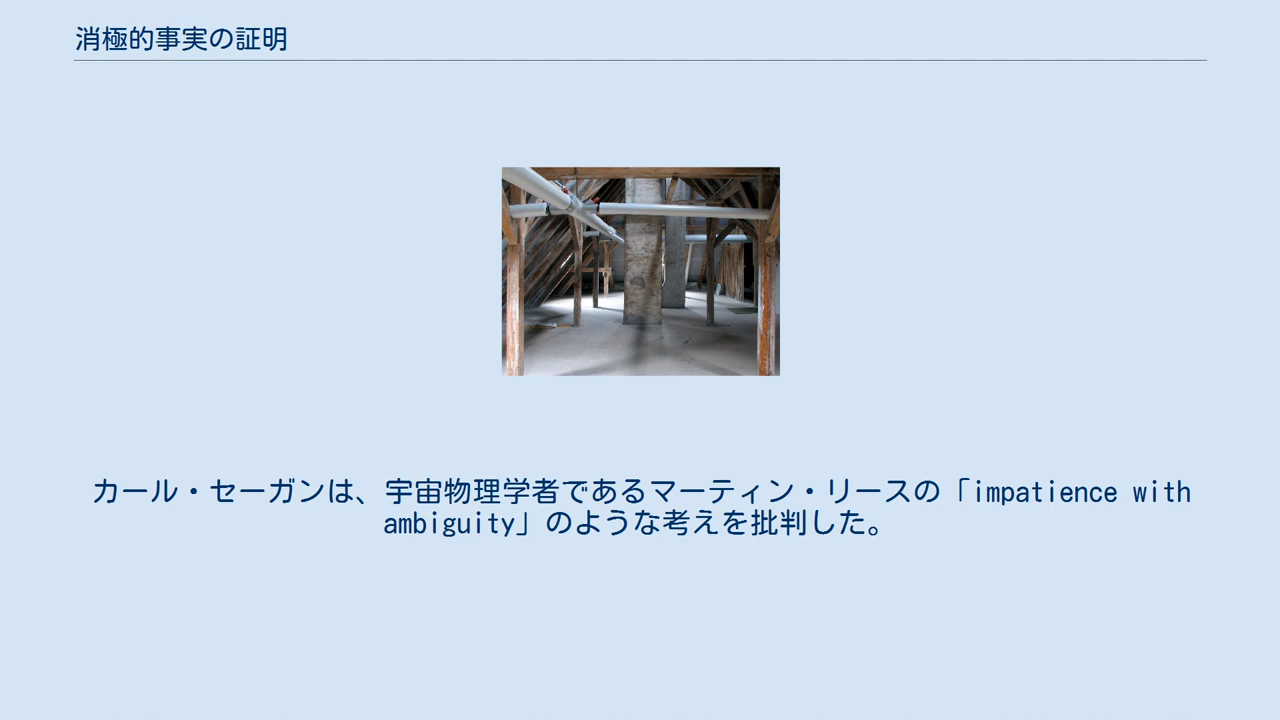 消極的事実の証明
カール・セーガンは、宇宙物理学者であるマーティン・リースの「impatience with
ambiguity」のような考えを批判した。